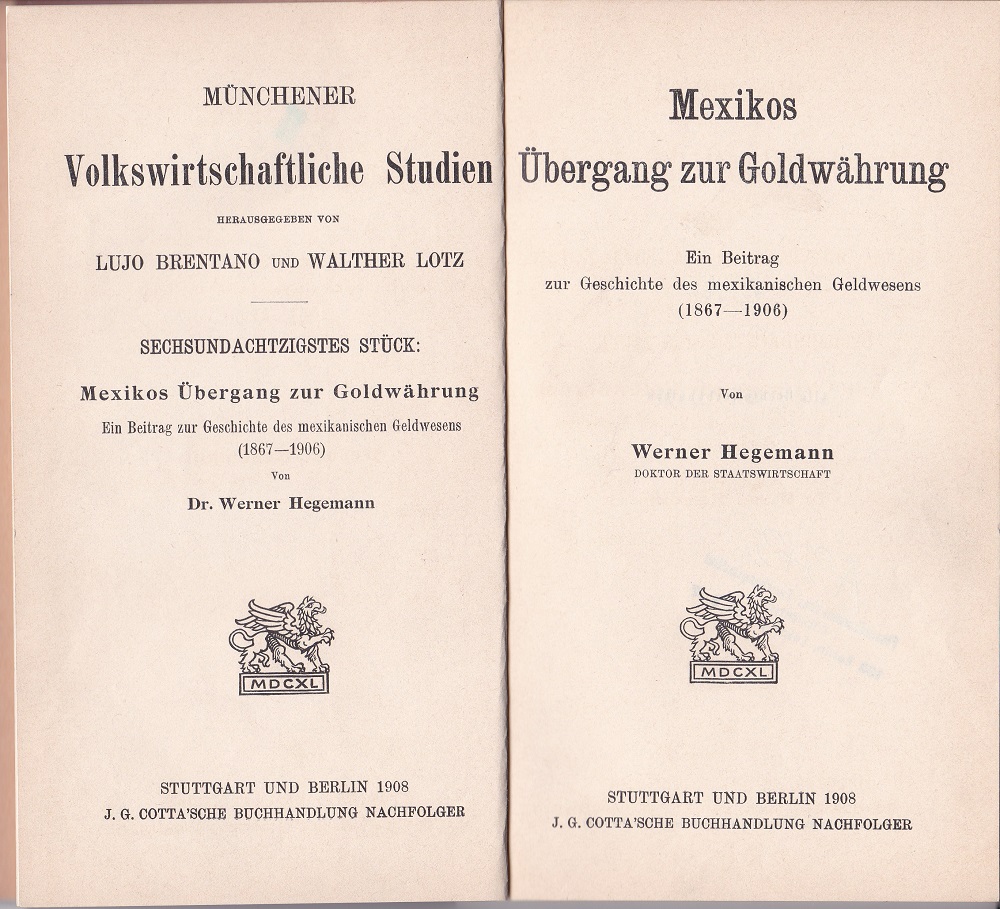 MÜNCHENER
Volkswirtschaftliche Studien
HERAUSGEGEBEN VON
LUJO BRENTANO UND WALTHER LOTZ
SECHSUNDACHTZIGSTES STÜCK:
Mexikos Übergang zur Goldwährung
Ein Beitrag zur Geschichte des mexikanischen Geldwesens
(1867—1906)
Von
Dr. Werner Hegemann
MDCXL
STUTTGART UND BERLIN 1908
J. G. COTTA'SCHE BUCHHANDLUNG NACHFOLGER
Mexikos
Übergang zur Goldwährung
Ein Beitrag
zur Geschichte des mexikanischen Geldwesens
(1867—1906)
Von
Werner Hegemann
DOKTOR DER STAATSWIRTSCHAFT
MDCXL
STUTTGART UND BERLIN 1908
J. G. COTTA'SCHE BUCHHANDLUNG NACHFOLGER